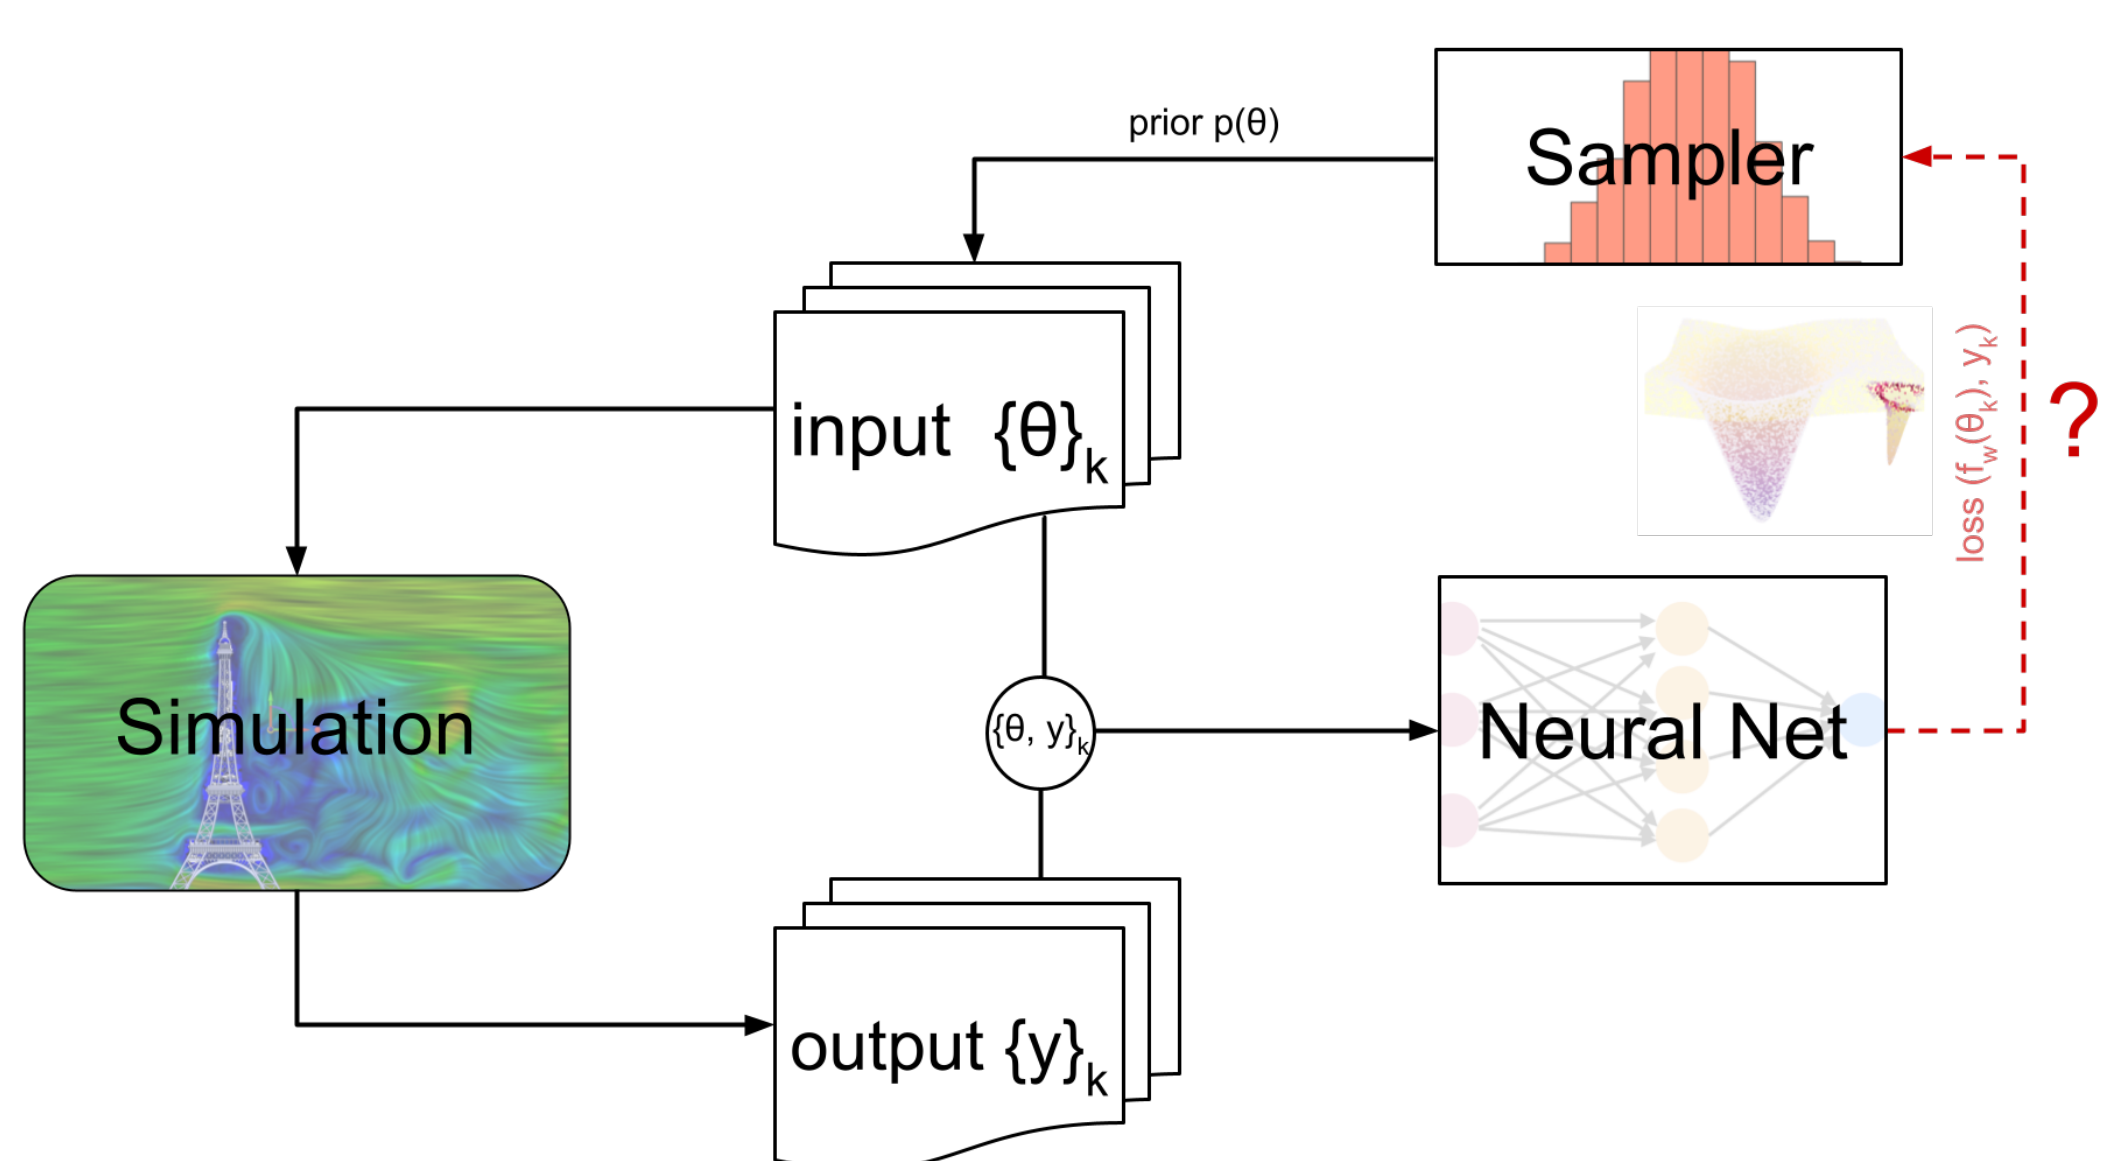 prior p(θ)
Sampler
input {θ}k
loss (fw(θk), yk)
?
Simulation
{θ, y}k
Neural Net
output {y}k